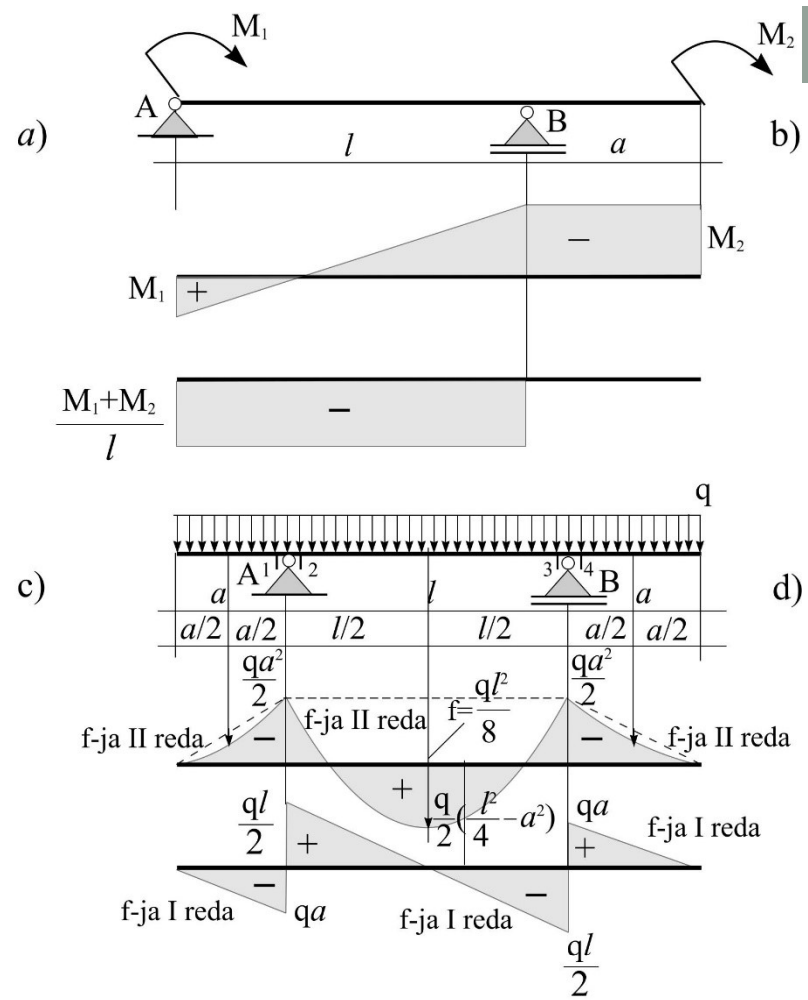 M₁
M₂
A
B
a)
b)
l
a
−
M₂
M₁
+
M₁+M₂
l
−
q
A 1 2
3 4 B
c)
d)
a
l
a
a/2 a/2 l/2 l/2 a/2 a/2
qa²
2
qa²
2
f-ja II reda
f-ja II reda
f=ql²
8
f-ja II reda
−
−
+
q/2(l²/4−a²)
ql
2
+
qa
+
f-ja I reda
−
f-ja I reda
qa
f-ja I reda
−
ql
2